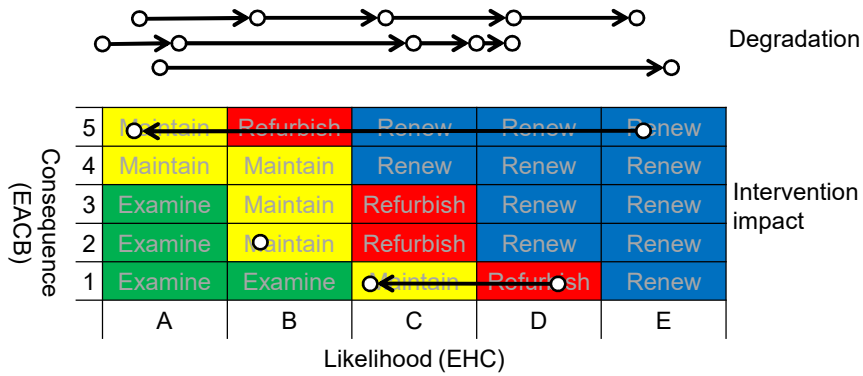 Degradation
5 Maintain Refurbish Renew Renew Renew
4 Maintain Maintain Renew Renew Renew
3 Examine Maintain Refurbish Renew Renew
2 Examine Maintain Refurbish Renew Renew
1 Examine Examine Maintain Refurbish Renew
A B C D E
Consequence
(EACB)
Likelihood (EHC)
Intervention
impact